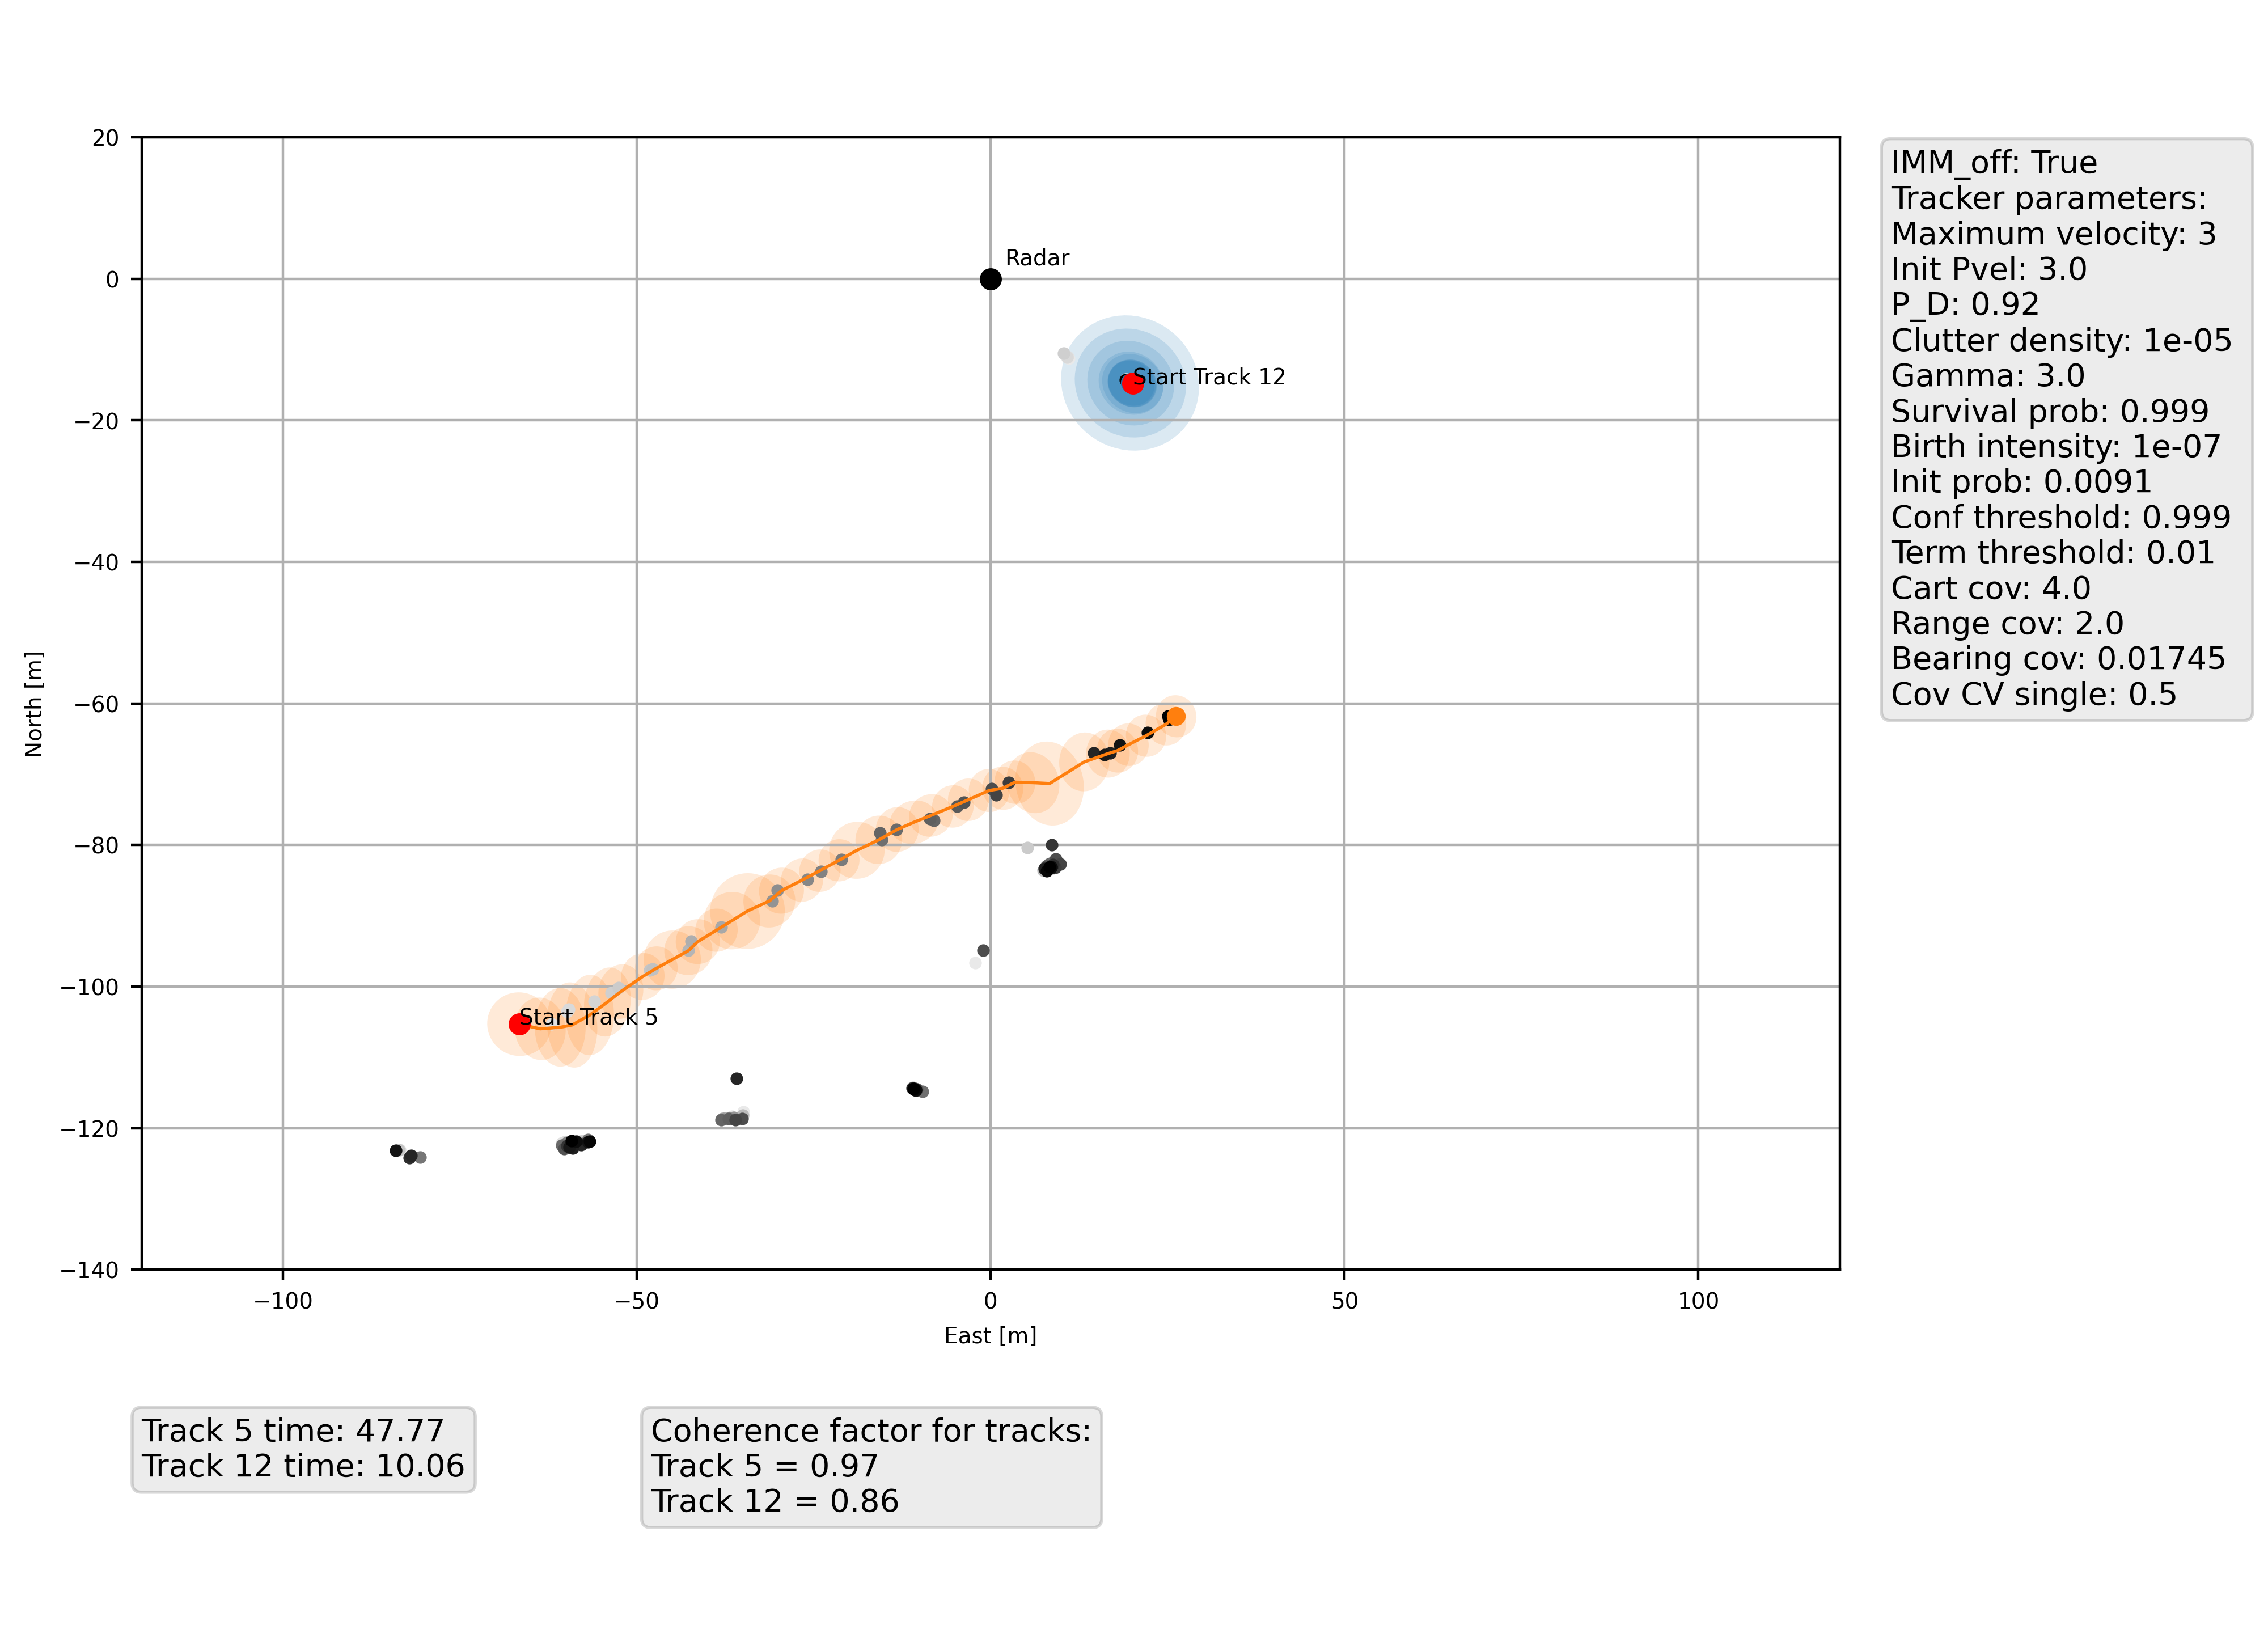 20
0
−20
−40
−60
−80
−100
−120
−140
North [m]
Radar
Start Track 12
Start Track 5
−100
−50
0
50
100
East [m]
IMM_off: True
Tracker parameters:
Maximum velocity: 3
Init Pvel: 3.0
P_D: 0.92
Clutter density: 1e-05
Gamma: 3.0
Survival prob: 0.999
Birth intensity: 1e-07
Init prob: 0.0091
Conf threshold: 0.999
Term threshold: 0.01
Cart cov: 4.0
Range cov: 2.0
Bearing cov: 0.01745
Cov CV single: 0.5
Track 5 time: 47.77
Track 12 time: 10.06
Coherence factor for tracks:
Track 5 = 0.97
Track 12 = 0.86